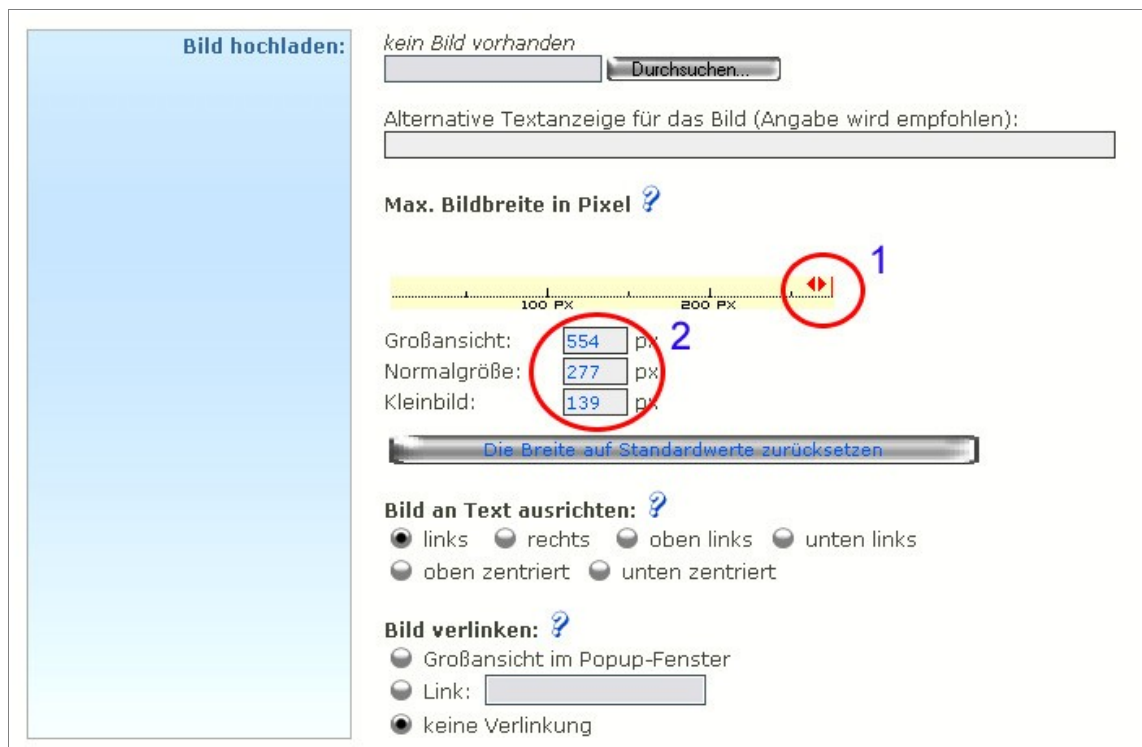 Bild hochladen:
kein Bild vorhanden
Durchsuchen...
Alternative Textanzeige für das Bild (Angabe wird empfohlen):
Max. Bildbreite in Pixel ?
1
100 PX 200 PX
Großansicht: 554 px 2
Normalgröße: 277 px
Kleinbild: 139 px
Die Breite auf Standardwerte zurücksetzen
Bild an Text ausrichten: ?
links rechts oben links unten links
oben zentriert unten zentriert
Bild verlinken: ?
Großansicht im Popup-Fenster
Link:
keine Verlinkung